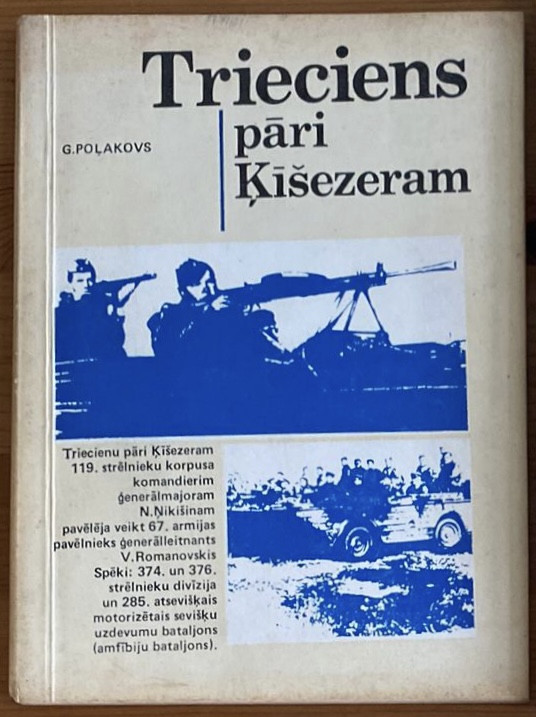 Trieciens
pāri
Ķīšezeram
G.POĻAKOVS
Triecienu pāri Ķīšezeram
119. strēlnieku korpusa
komandierim
ģenerālmajoram
N.Ņikišinam
pavēlēja veikt 67. armijas
pavēlnieks ģenerālleitnants
V.Romanovskis
Spēki: 374. un 376.
strēlnieku divīzija
un 285. atsevišķais
motorizētais sevišķu
uzdevumu bataljons
(amfībiju bataljons).